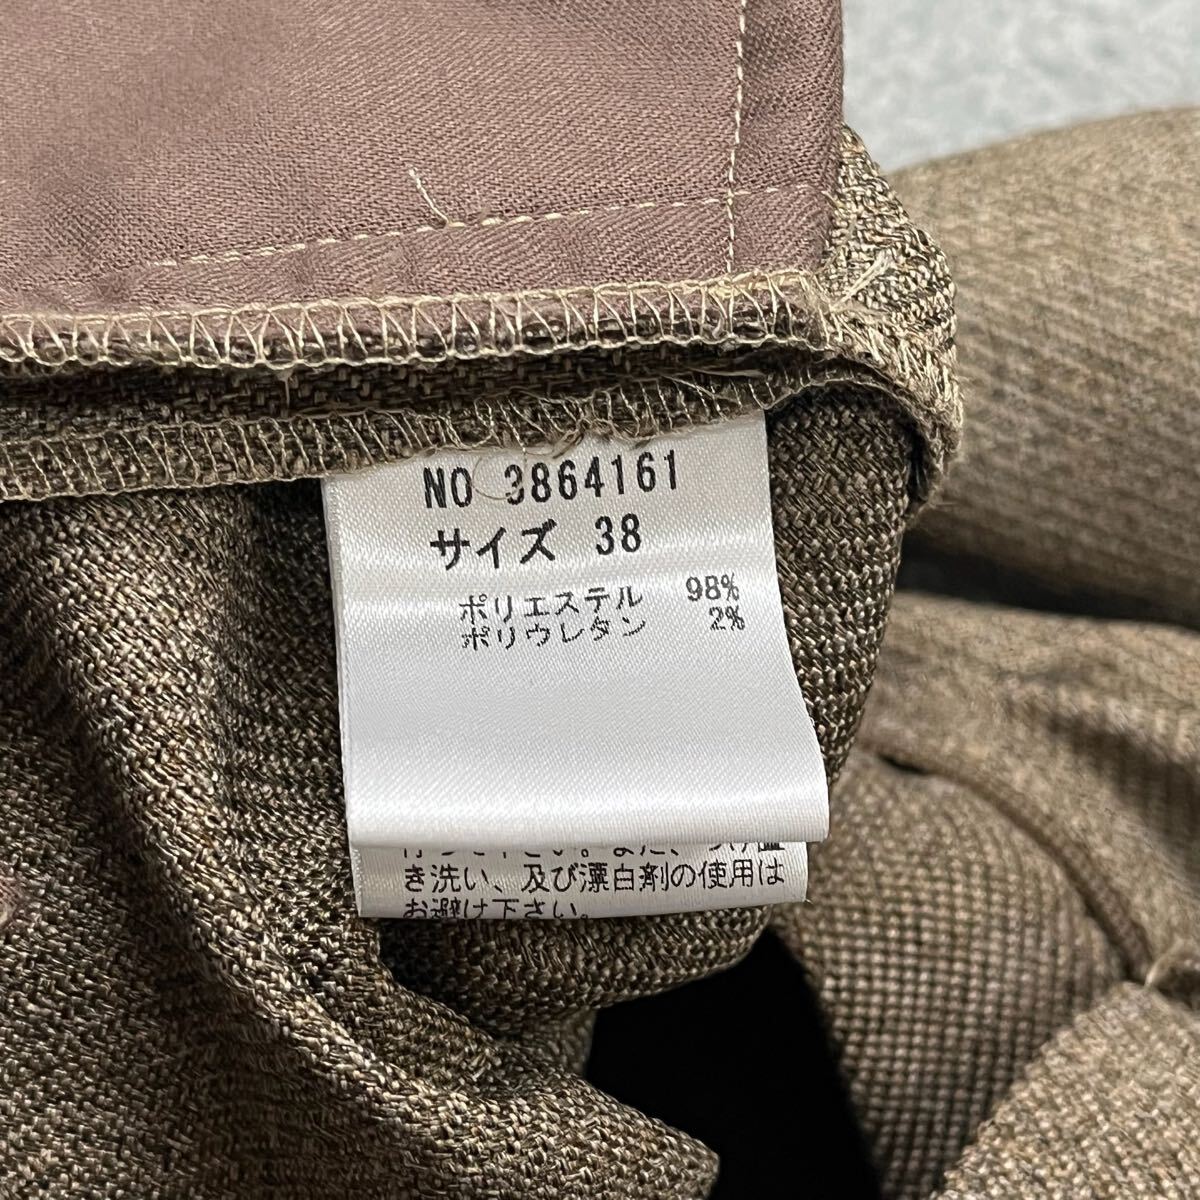 NO 3864161
サイズ 38
ポリエステル 98%
ポリウレタン 2%
き洗い、及び漂白剤の使用は
お避け下さい。